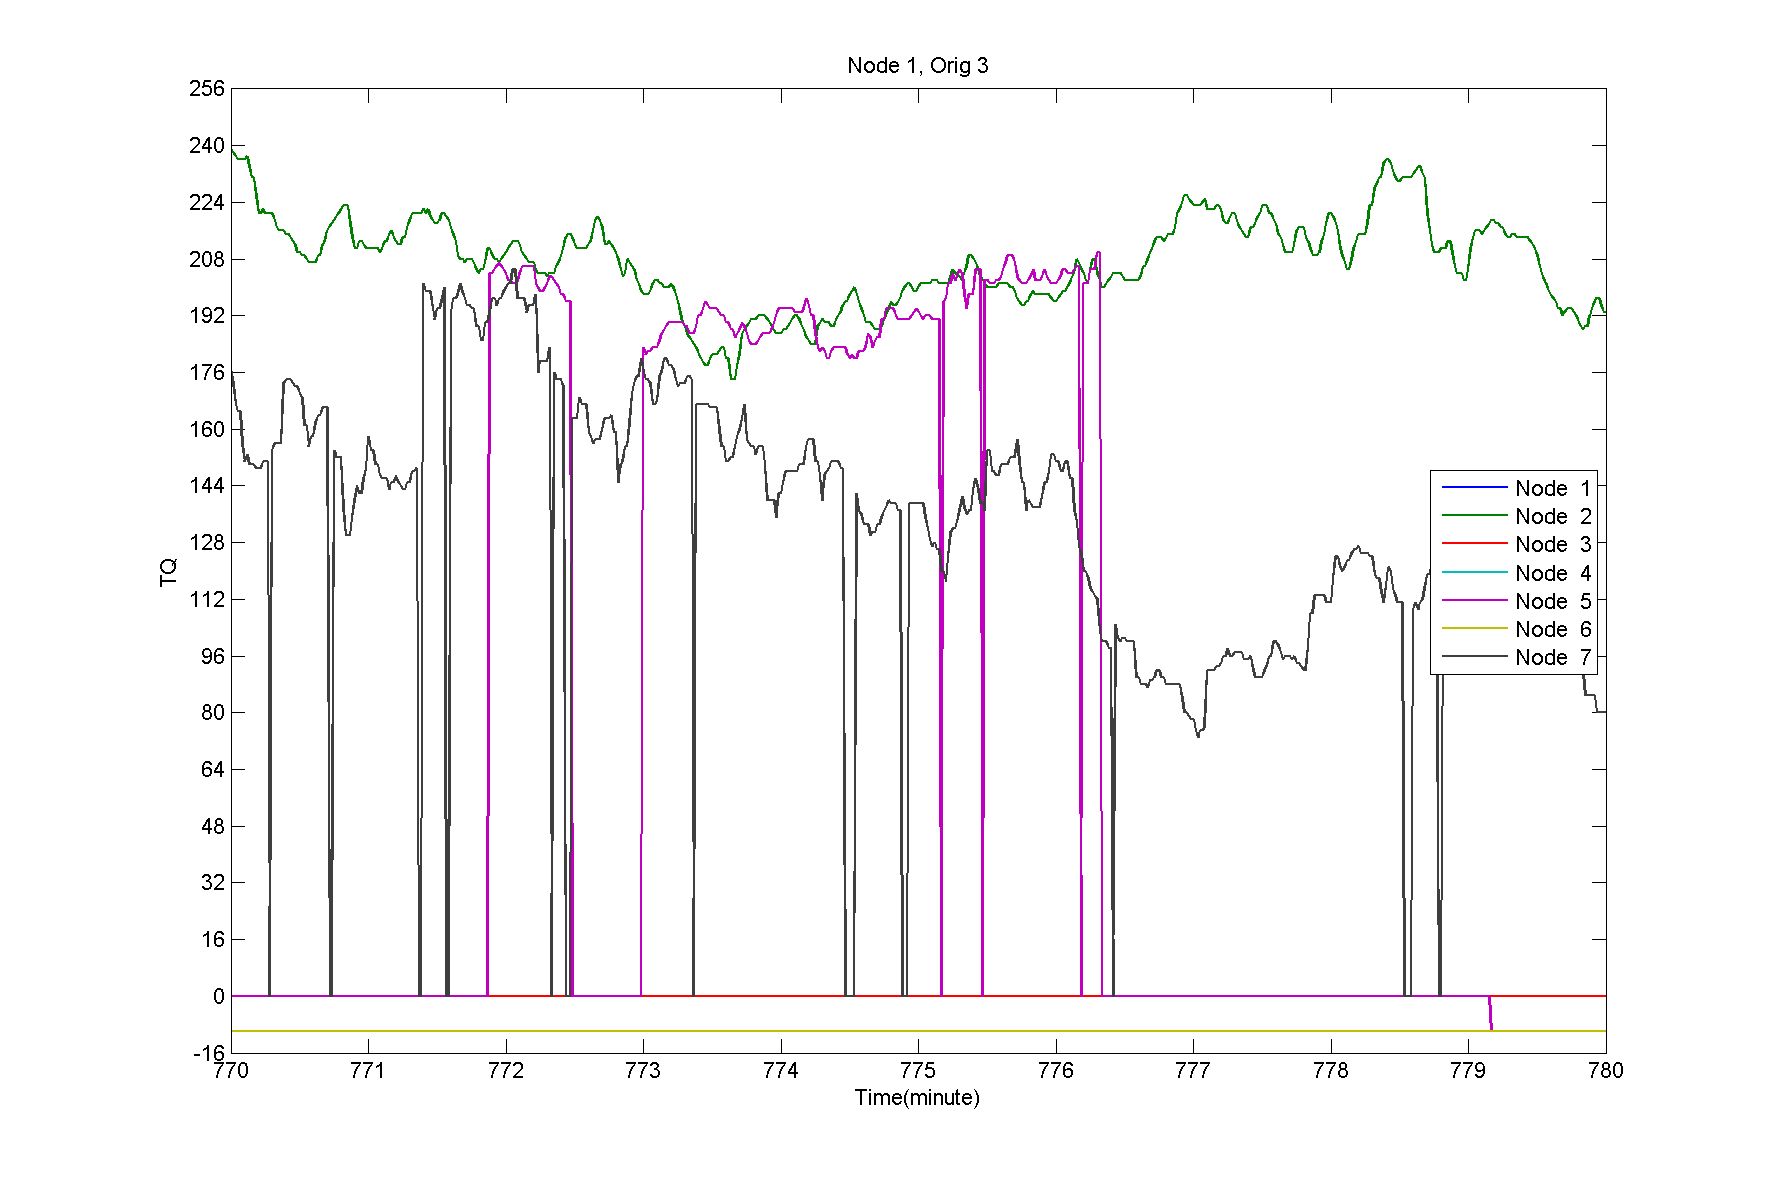 Node 1, Orig 3
256
240
224
208
192
176
160
144
128
112
96
80
64
48
32
16
0
-16
TQ
Node 1
Node 2
Node 3
Node 4
Node 5
Node 6
Node 7
770 771 772 773 774 775 776 777 778 779 780
Time(minute)